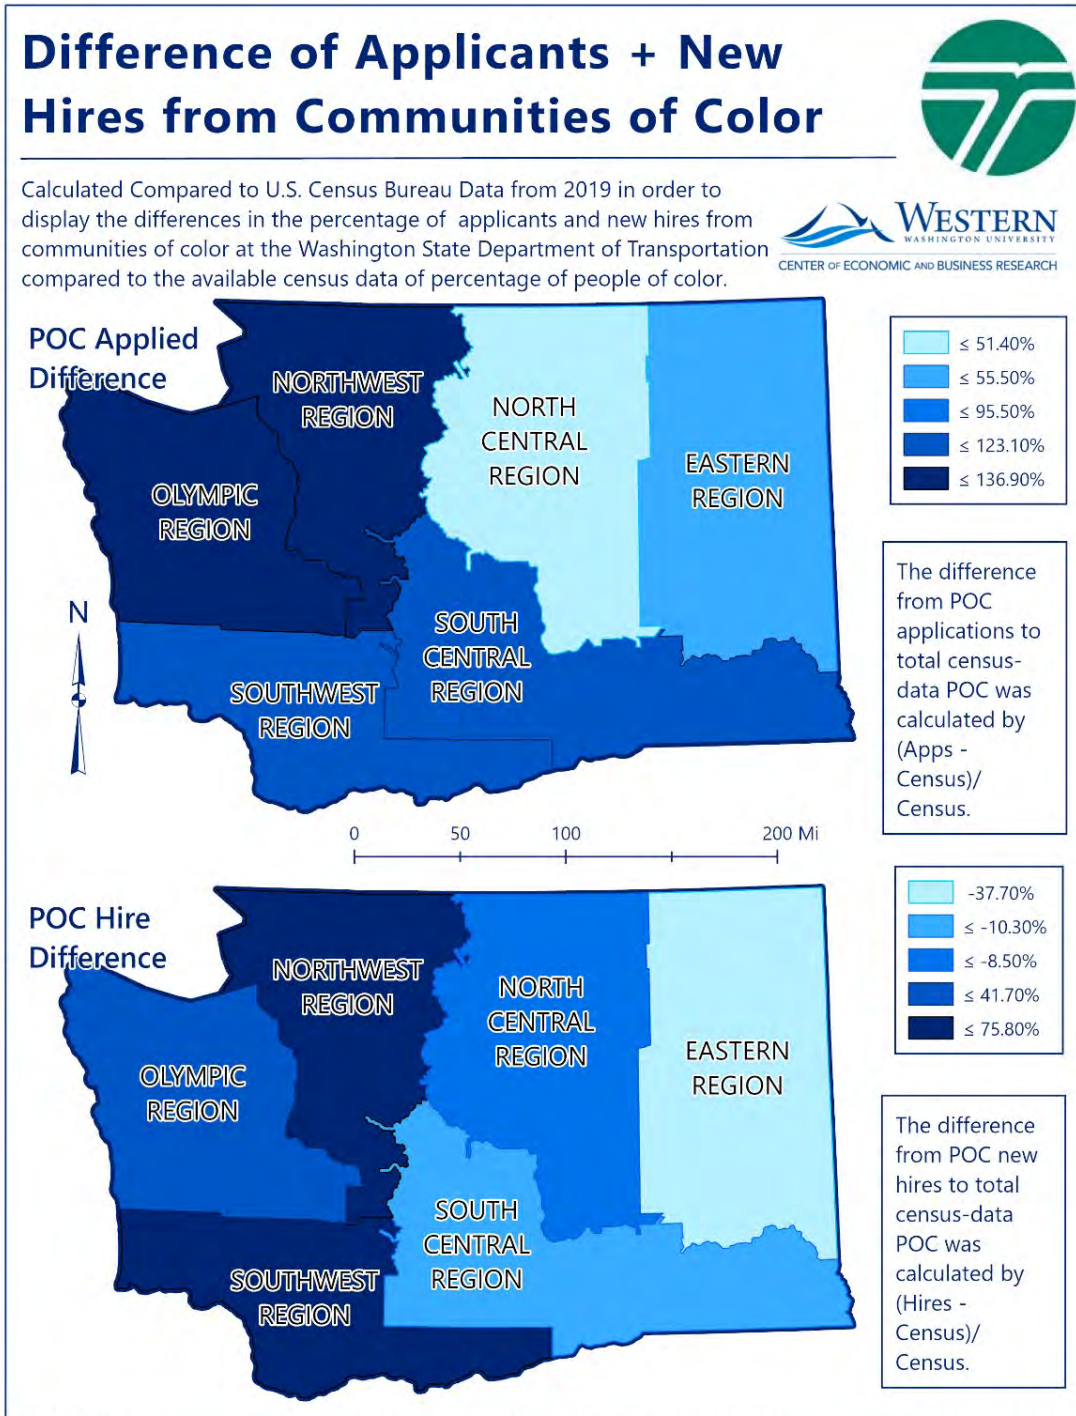 Difference of Applicants + New
Hires from Communities of Color
Calculated Compared to U.S. Census Bureau Data from 2019 in order to
display the differences in the percentage of applicants and new hires from
communities of color at the Washington State Department of Transportation
compared to the available census data of percentage of people of color.
WESTERN
WASHINGTON UNIVERSITY
CENTER OF ECONOMIC AND BUSINESS RESEARCH
POC Applied
Difference
NORTHWEST
REGION
NORTH
CENTRAL
REGION
EASTERN
REGION
OLYMPIC
REGION
SOUTH
CENTRAL
REGION
SOUTHWEST
REGION
N
≤ 51.40%
≤ 55.50%
≤ 95.50%
≤ 123.10%
≤ 136.90%
The difference
from POC
applications to
total census-
data POC was
calculated by
(Apps -
Census)/
Census.
0 50 100 200 Mi
POC Hire
Difference
NORTHWEST
REGION
NORTH
CENTRAL
REGION
EASTERN
REGION
OLYMPIC
REGION
SOUTH
CENTRAL
REGION
SOUTHWEST
REGION
-37.70%
≤ -10.30%
≤ -8.50%
≤ 41.70%
≤ 75.80%
The difference
from POC new
hires to total
census-data
POC was
calculated by
(Hires -
Census)/
Census.